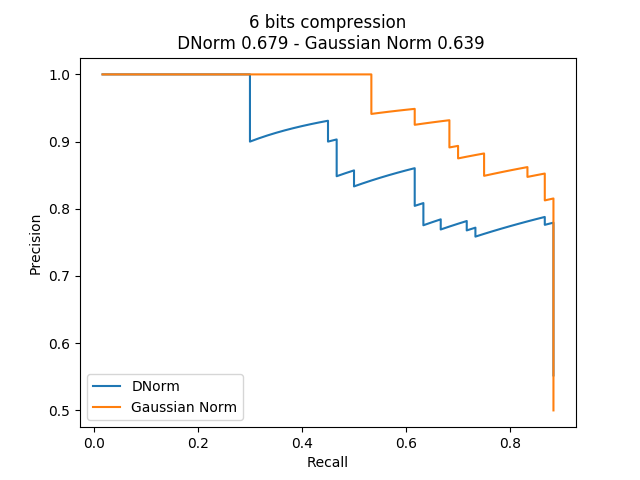 6 bits compression
DNorm 0.679 - Gaussian Norm 0.639
1.0
0.9
0.8
0.7
0.6
0.5
Precision
DNorm
Gaussian Norm
0.0 0.2 0.4 0.6 0.8
Recall